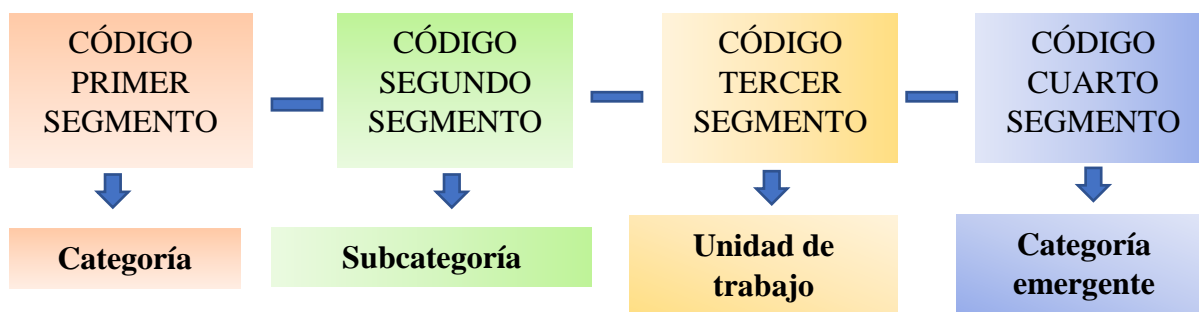 CÓDIGO
PRIMER
SEGMENTO
CÓDIGO
SEGUNDO
SEGMENTO
CÓDIGO
TERCER
SEGMENTO
CÓDIGO
CUARTO
SEGMENTO
Categoría
Subcategoría
Unidad de
trabajo
Categoría
emergente